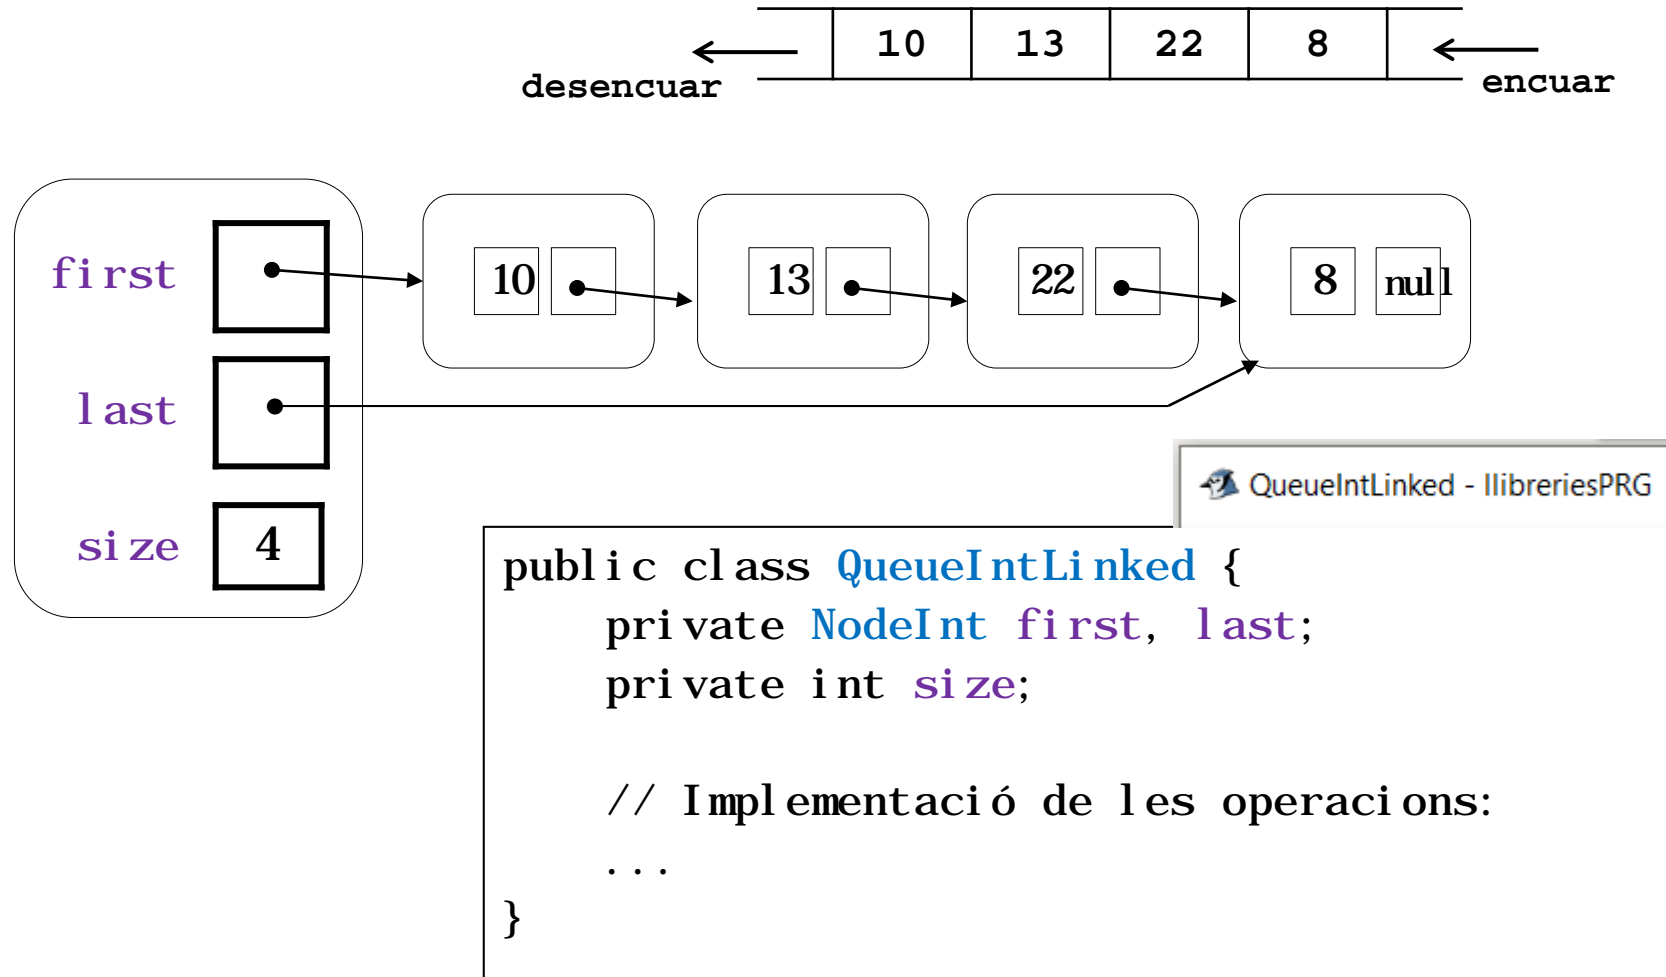 10 13 22 8
desencuar
encuar
first
10
13
22
8 null
last
QueueIntLinked - llibreriesPRG
size 4
public class QueueIntLinked {
private NodeInt first, last;
private int size;
// Implementació de les operacions:
...
}